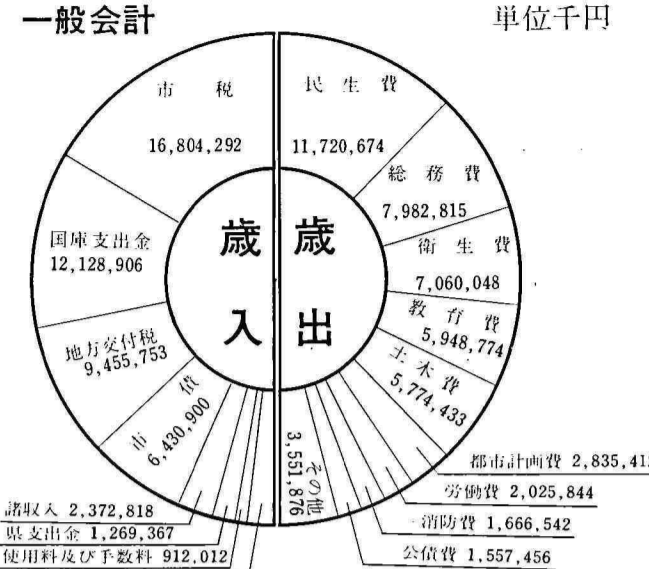 一般会計
単位千円
市税
16,804,292
国庫支出金
12,128,906
地方交付税
9,455,753
市債
6,430,900
諸収入 2,372,818
県支出金 1,269,367
使用料及び手数料 912,012
歳入
歳出
民生費
11,720,674
総務費
7,982,815
衛生費
7,060,048
教育費
5,948,774
土木費
5,774,433
都市計画費 2,835,41
労働費 2,025,844
消防費 1,666,542
公債費 1,557,456
その他
3,551,876